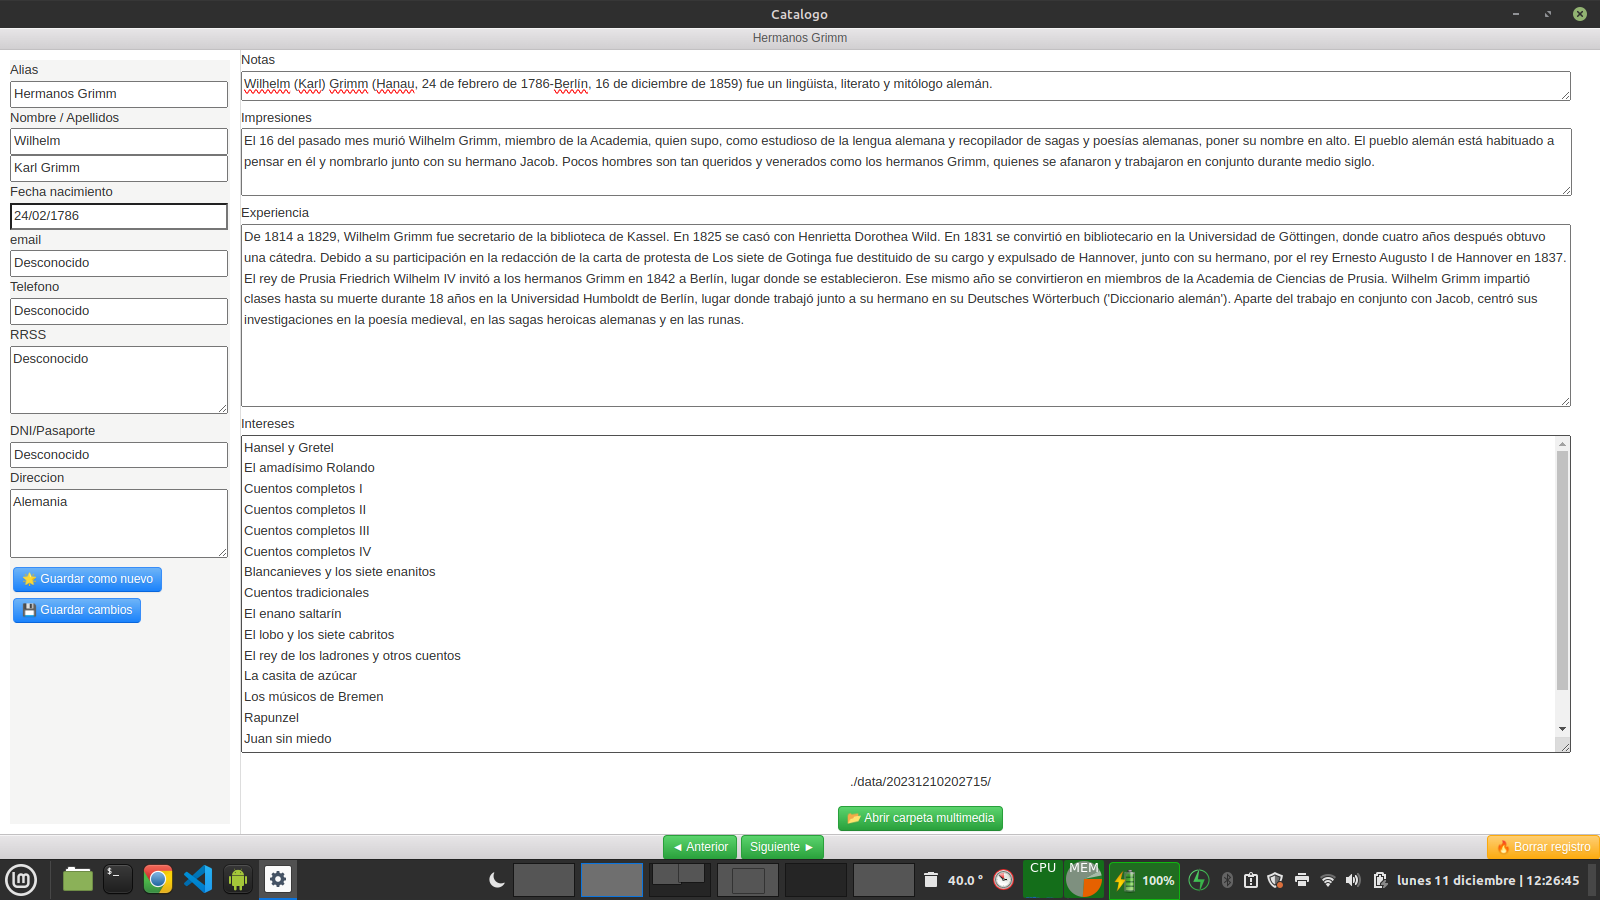 Catalogo
Hermanos Grimm
Alias
Hermanos Grimm
Nombre / Apellidos
Wilhelm
Karl Grimm
Fecha nacimiento
24/02/1786
email
Desconocido
Telefono
Desconocido
RRSS
Desconocido
DNI/Pasaporte
Desconocido
Direccion
Alemania
Guardar como nuevo
Guardar cambios
Notas
Wilhelm (Karl) Grimm (Hanau, 24 de febrero de 1786-Berlín, 16 de diciembre de 1859) fue un lingüista, literato y mitólogo alemán.
Impresiones
El 16 del pasado mes murió Wilhelm Grimm, miembro de la Academia, quien supo, como estudioso de la lengua alemana y recopilador de sagas y poesías alemanas, poner su nombre en alto. El pueblo alemán está habituado a
pensar en él y nombrarlo junto con su hermano Jacob. Pocos hombres son tan queridos y venerados como los hermanos Grimm, quienes se afanaron y trabajaron en conjunto durante medio siglo.
Experiencia
De 1814 a 1829, Wilhelm Grimm fue secretario de la biblioteca de Kassel. En 1825 se casó con Henrietta Dorothea Wild. En 1831 se convirtió en bibliotecario en la Universidad de Göttingen, donde cuatro años después obtuvo
una cátedra. Debido a su participación en la redacción de la carta de protesta de Los siete de Gotinga fue destituido de su cargo y expulsado de Hannover, junto con su hermano, por el rey Ernesto Augusto I de Hannover en 1837.
El rey de Prusia Friedrich Wilhelm IV invitó a los hermanos Grimm en 1842 a Berlín, lugar donde se establecieron. Ese mismo año se convirtieron en miembros de la Academia de Ciencias de Prusia. Wilhelm Grimm impartió
clases hasta su muerte durante 18 años en la Universidad Humboldt de Berlín, lugar donde trabajó junto a su hermano en su Deutsches Wörterbuch ('Diccionario alemán'). Aparte del trabajo en conjunto con Jacob, centró sus
investigaciones en la poesía medieval, en las sagas heroicas alemanas y en las runas.
Intereses
Hansel y Gretel
El amadísimo Rolando
Cuentos completos I
Cuentos completos II
Cuentos completos III
Cuentos completos IV
Blancanieves y los siete enanitos
Cuentos tradicionales
El enano saltarín
El lobo y los siete cabritos
El rey de los ladrones y otros cuentos
La casita de azúcar
Los músicos de Bremen
Rapunzel
Juan sin miedo
./data/20231210202715/
Abrir carpeta multimedia
◄ Anterior
Siguiente ►
Borrar registro
40.0 °
CPU
MEM
100%
lunes 11 diciembre | 12:26:45